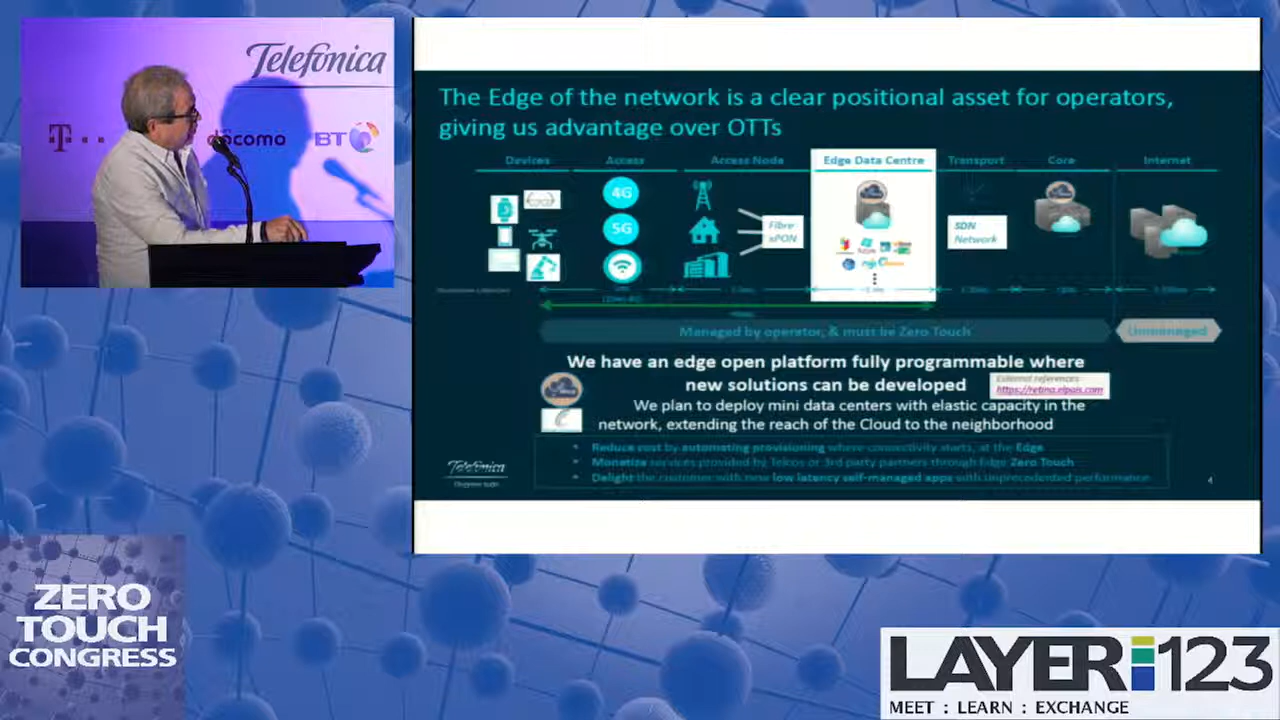 Telefónica
T
docomo
BT
The Edge of the network is a clear positional asset for operators,
giving us advantage over OTTs
Devices Access Access Node Edge Data Centre Transport Core Internet
4G
5G
Fibre
xPON
SDN
Network
Managed by operator, & must be Zero Touch
Unmanaged
We have an edge open platform fully programmable where
new solutions can be developed
External references
https://retina.elpais.com
We plan to deploy mini data centers with elastic capacity in the
network, extending the reach of the Cloud to the neighborhood
• Reduce cost by automating provisioning where connectivity starts, at the Edge
• Monetize services provided by Telcos or 3rd party partners through Edge Zero Touch
• Delight the customer with new low latency self-managed apps with unprecedented performance
Telefónica
4
ZERO
TOUCH
CONGRESS
LAYER 123
MEET : LEARN : EXCHANGE